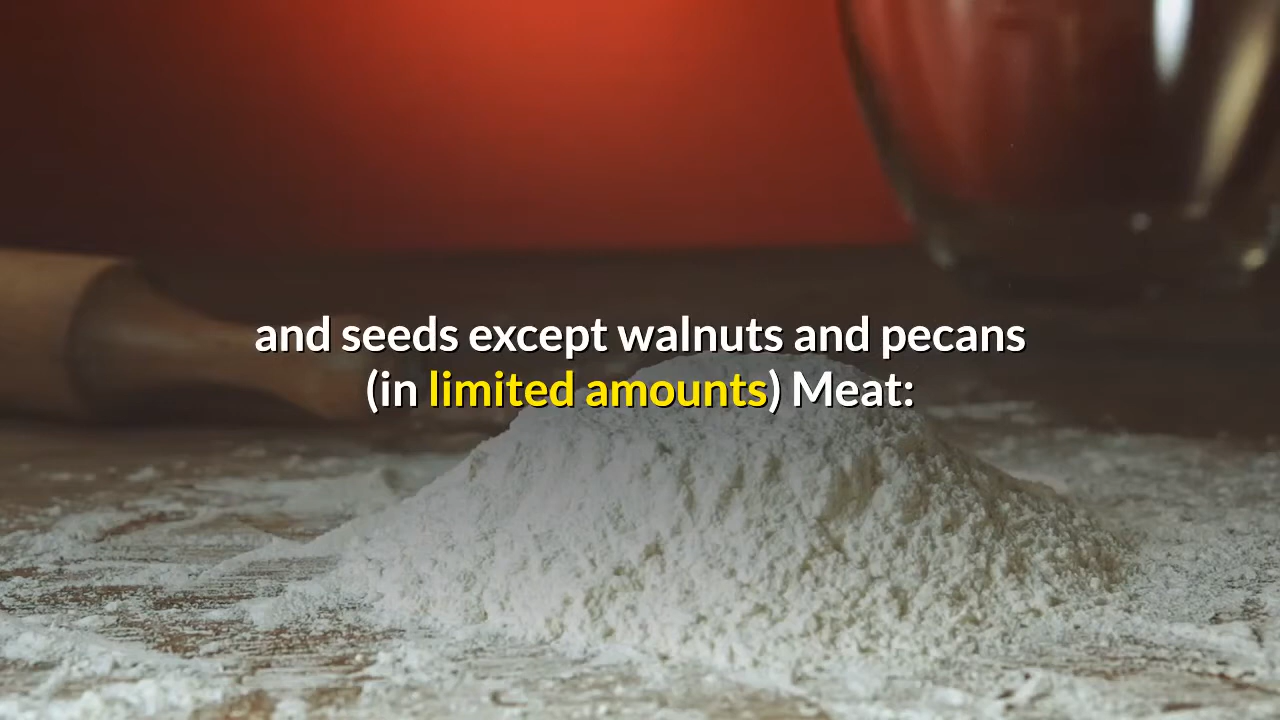 and seeds except walnuts and pecans
(in limited amounts) Meat: